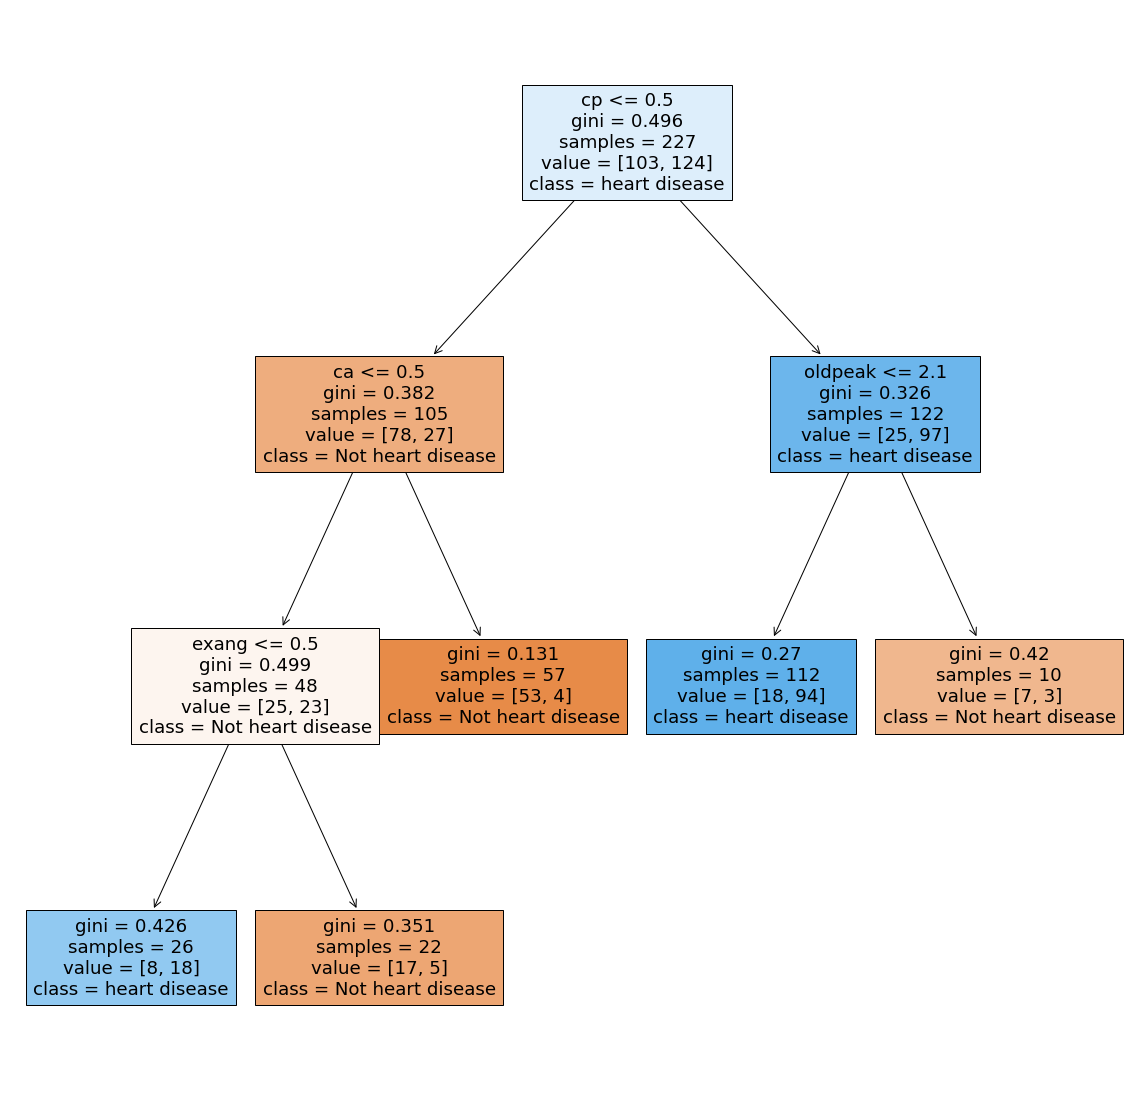 cp <= 0.5
gini = 0.496
samples = 227
value = [103, 124]
class = heart disease
ca <= 0.5
gini = 0.382
samples = 105
value = [78, 27]
class = Not heart disease
oldpeak <= 2.1
gini = 0.326
samples = 122
value = [25, 97]
class = heart disease
exang <= 0.5
gini = 0.499
samples = 48
value = [25, 23]
class = Not heart disease
gini = 0.131
samples = 57
value = [53, 4]
class = Not heart disease
gini = 0.27
samples = 112
value = [18, 94]
class = heart disease
gini = 0.42
samples = 10
value = [7, 3]
class = Not heart disease
gini = 0.426
samples = 26
value = [8, 18]
class = heart disease
gini = 0.351
samples = 22
value = [17, 5]
class = Not heart disease